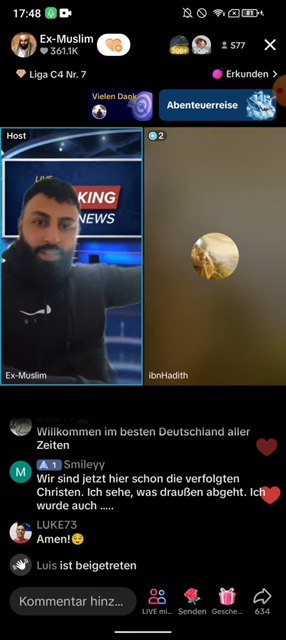 17:48
81
Ex-Muslim
361.1K
700+
700+
577
Liga C4 Nr. 7
Erkunden >
Vielen Dank
Abenteuerreise
Host
2
LIVE
KING
NEWS
Ex-Muslim
ibnHadith
Willkommen im besten Deutschland aller
Zeiten
M
1 Smileyy
Wir sind jetzt hier schon die verfolgten
Christen. Ich sehe, was draußen abgeht. Ich
wurde auch .....
LUKE73
Amen!😌
Luis ist beigetreten
Kommentar hinz...
LIVE mi...
Senden
Gesche...
634